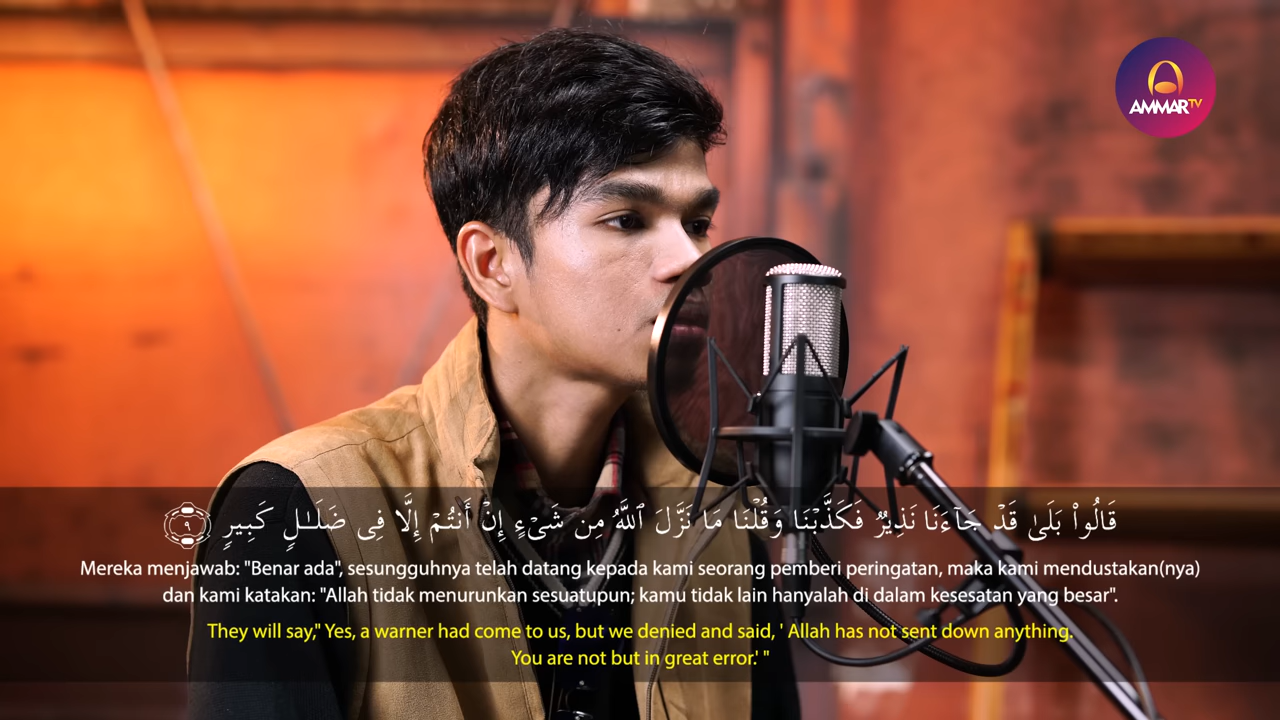 AMMAR TV
قَالُوا۟ بَلَىٰ قَدْ جَآءَنَا نَذِيرٌ فَكَذَّبْنَا وَقُلْنَا مَا نَزَّلَ ٱللَّهُ مِن شَىْءٍ إِنْ أَنتُمْ إِلَّا فِى ضَلَـٰلٍ كَبِيرٍ ٩
Mereka menjawab: "Benar ada", sesungguhnya telah datang kepada kami seorang pemberi peringatan, maka kami mendustakan(nya)
dan kami katakan: "Allah tidak menurunkan sesuatupun; kamu tidak lain hanyalah di dalam kesesatan yang besar".
They will say," Yes, a warner had come to us, but we denied and said, ' Allah has not sent down anything.
You are not but in great error.' "